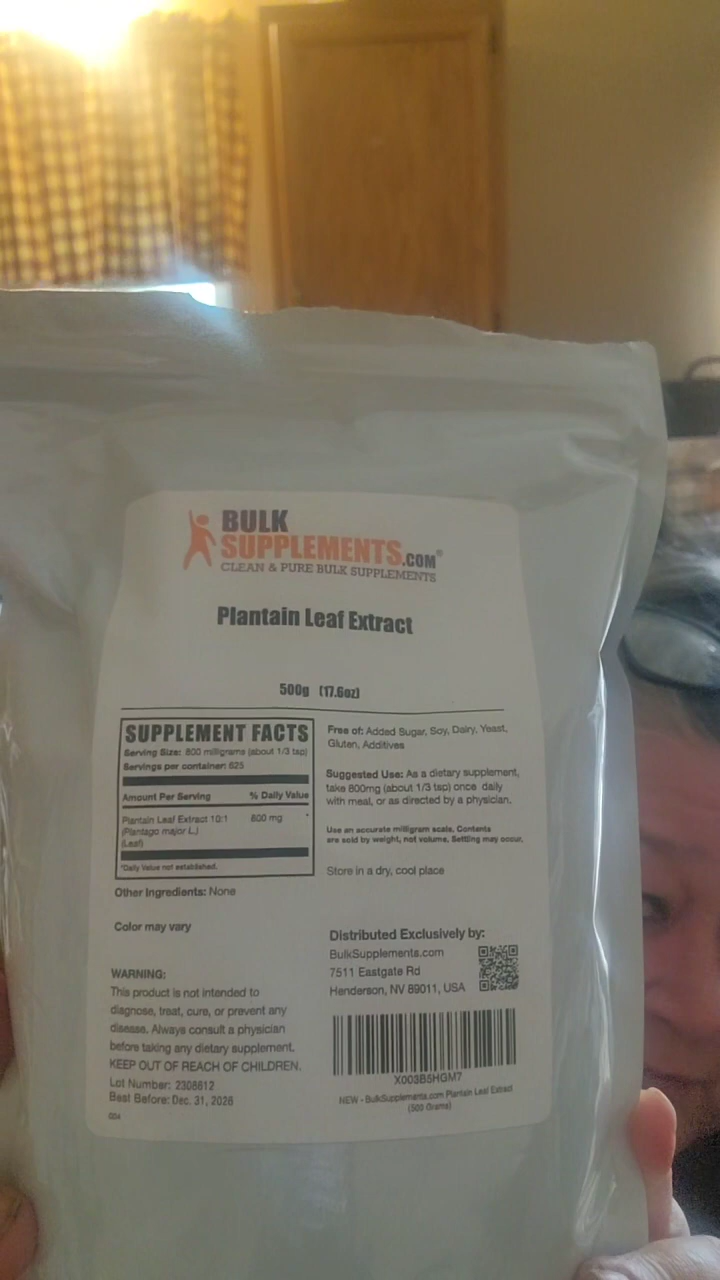 BULK
SUPPLEMENTS.COM®
CLEAN & PURE BULK SUPPLEMENTS
Plantain Leaf Extract
500g (17.6oz)
SUPPLEMENT FACTS
Serving Size: 800 milligrams (about 1/3 tsp)
Servings per container: 625
Amount Per Serving % Daily Value
Plantain Leaf Extract 10:1 800 mg *
(Plantago major L.)
(Leaf)
*Daily Value not established.
Other Ingredients: None
Color may vary
WARNING:
This product is not intended to
diagnose, treat, cure, or prevent any
disease. Always consult a physician
before taking any dietary supplement.
KEEP OUT OF REACH OF CHILDREN.
Lot Number: 2308612
Best Before: Dec. 31, 2026
004
Free of: Added Sugar, Soy, Dairy, Yeast,
Gluten, Additives
Suggested Use: As a dietary supplement,
take 800mg (about 1/3 tsp) once daily
with meal, or as directed by a physician.
Use an accurate milligram scale. Contents
are sold by weight, not volume. Settling may occur.
Store in a dry, cool place
Distributed Exclusively by:
BulkSupplements.com
7511 Eastgate Rd
Henderson, NV 89011, USA
X003B5HGM7
NEW - BulkSupplements.com Plantain Leaf Extract
(500 Grams)